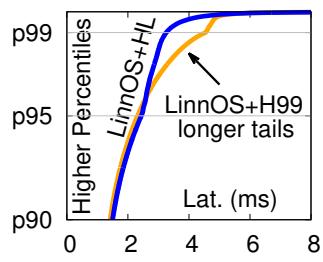 p99
p95
p90
Higher Percentiles
LinnOS+HL
LinnOS+H99
longer tails
Lat. (ms)
0 2 4 6 8